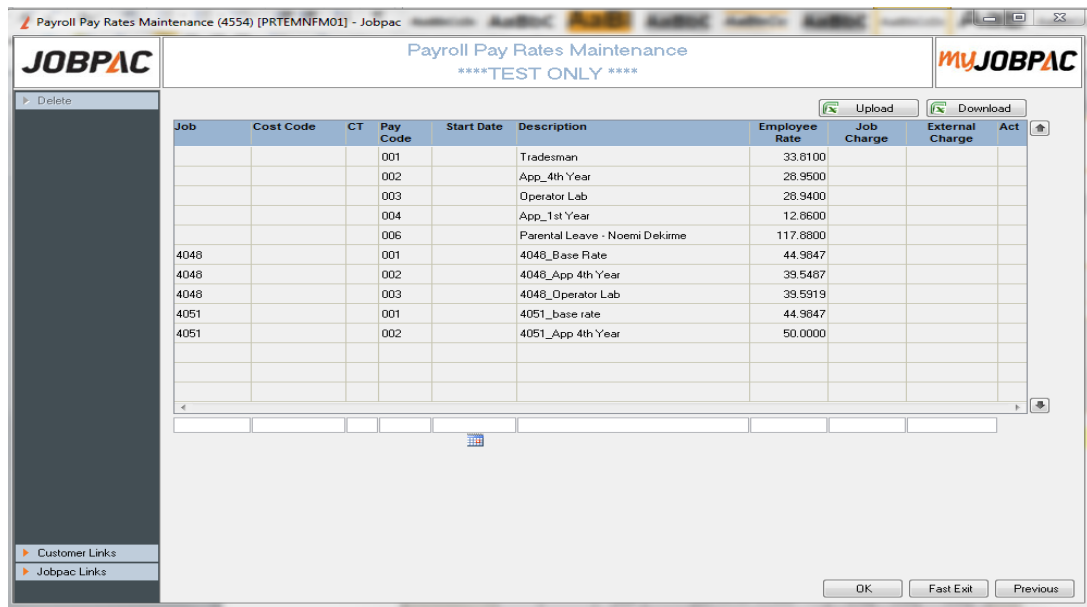 Payroll Pay Rates Maintenance (4554) [PRTEMNFM01] - Jobpac
JOBPAC
Payroll Pay Rates Maintenance
****TEST ONLY ****
MYJOBPAC
Delete
Upload Download
Job Cost Code CT Pay Code Start Date Description Employee Rate Job Charge External Charge Act
001 Tradesman 33.8100
002 App_4th Year 28.9500
003 Operator Lab 28.9400
004 App_1st Year 12.8600
006 Parental Leave - Noemi Dekirme 117.8800
4048 001 4048_Base Rate 44.9847
4048 002 4048_App 4th Year 39.5487
4048 003 4048_Operator Lab 39.5919
4051 001 4051_base rate 44.9847
4051 002 4051_App 4th Year 50.0000
Customer Links
Jobpac Links
OK Fast Exit Previous